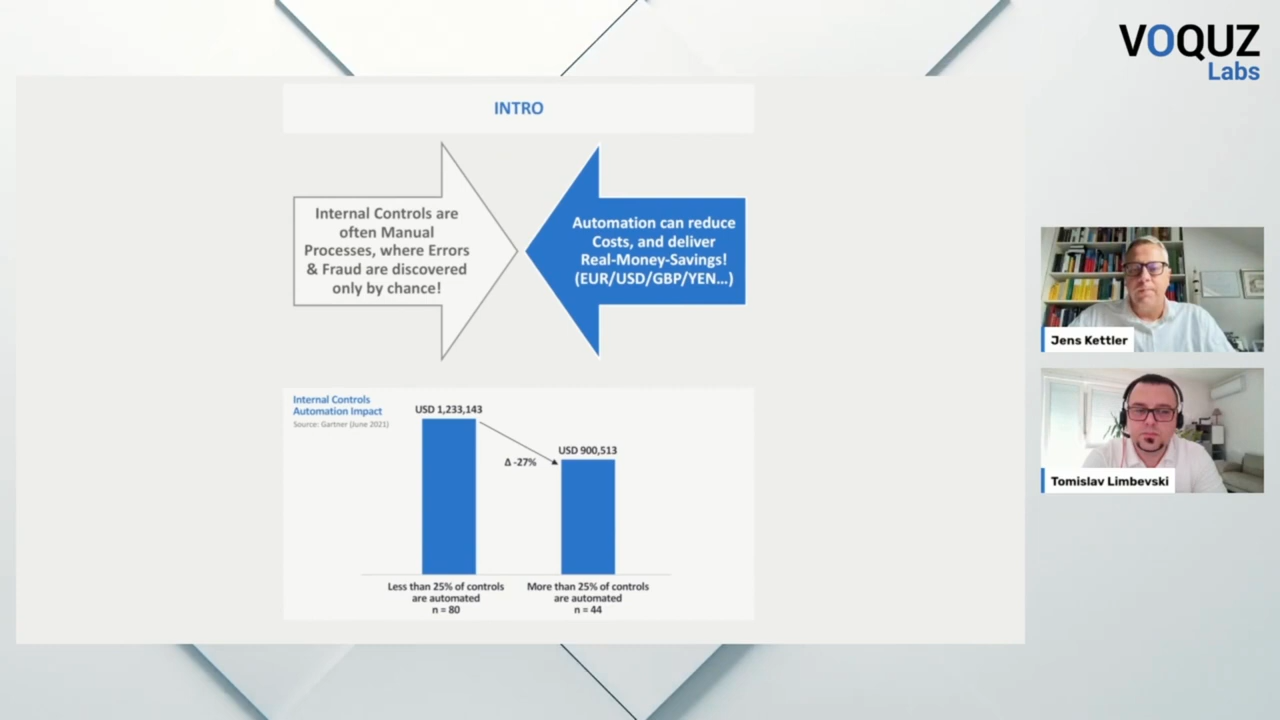 VOQUZ
Labs
INTRO
Internal Controls are
often Manual
Processes, where Errors
& Fraud are discovered
only by chance!
Automation can reduce
Costs, and deliver
Real-Money-Savings!
(EUR/USD/GBP/YEN...)
Internal Controls
Automation Impact
Source: Gartner (June 2021)
USD 1,233,143
Δ -27%
USD 900,513
Less than 25% of controls
are automated
n = 80
More than 25% of controls
are automated
n = 44
Jens Kettler
Tomislav Limbevski